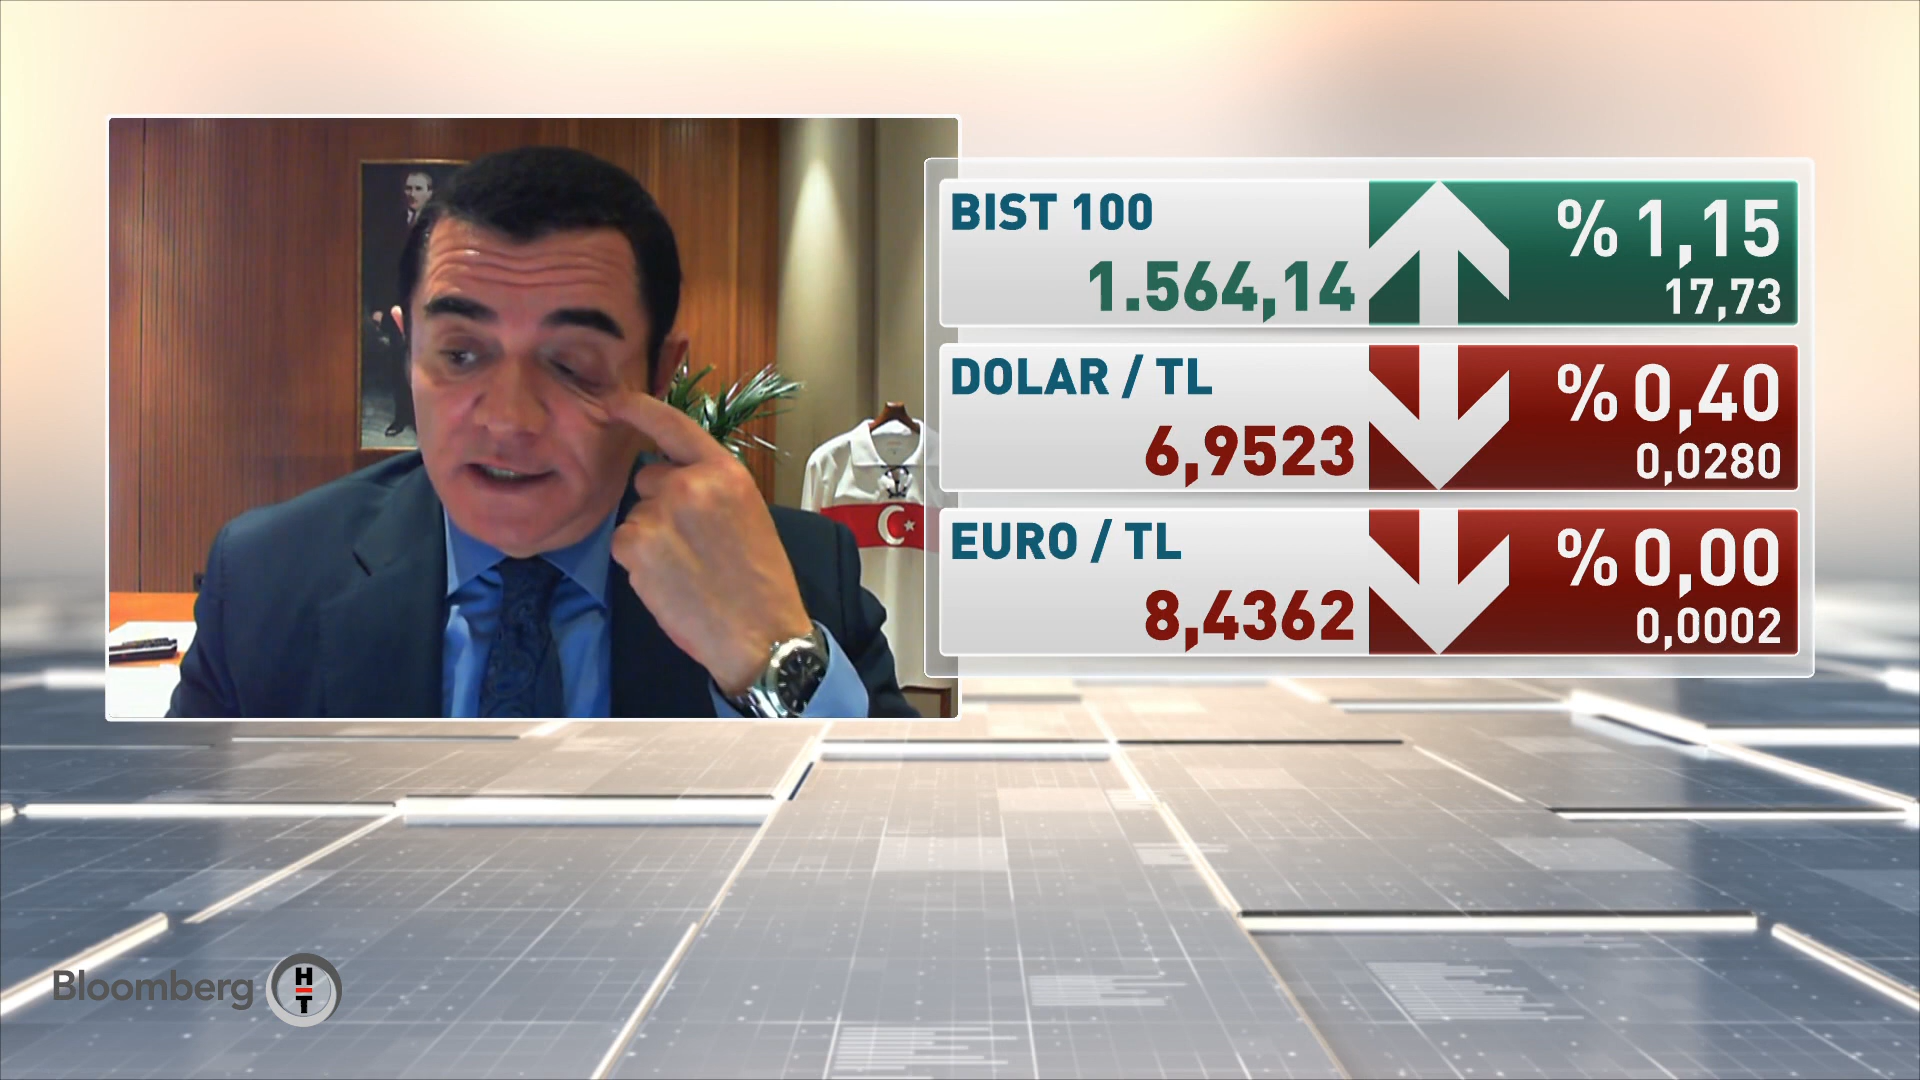 BIST 100
1.564,14
% 1,15
17,73
DOLAR / TL
6,9523
% 0,40
0,0280
EURO / TL
8,4362
% 0,00
0,0002
Bloomberg HT